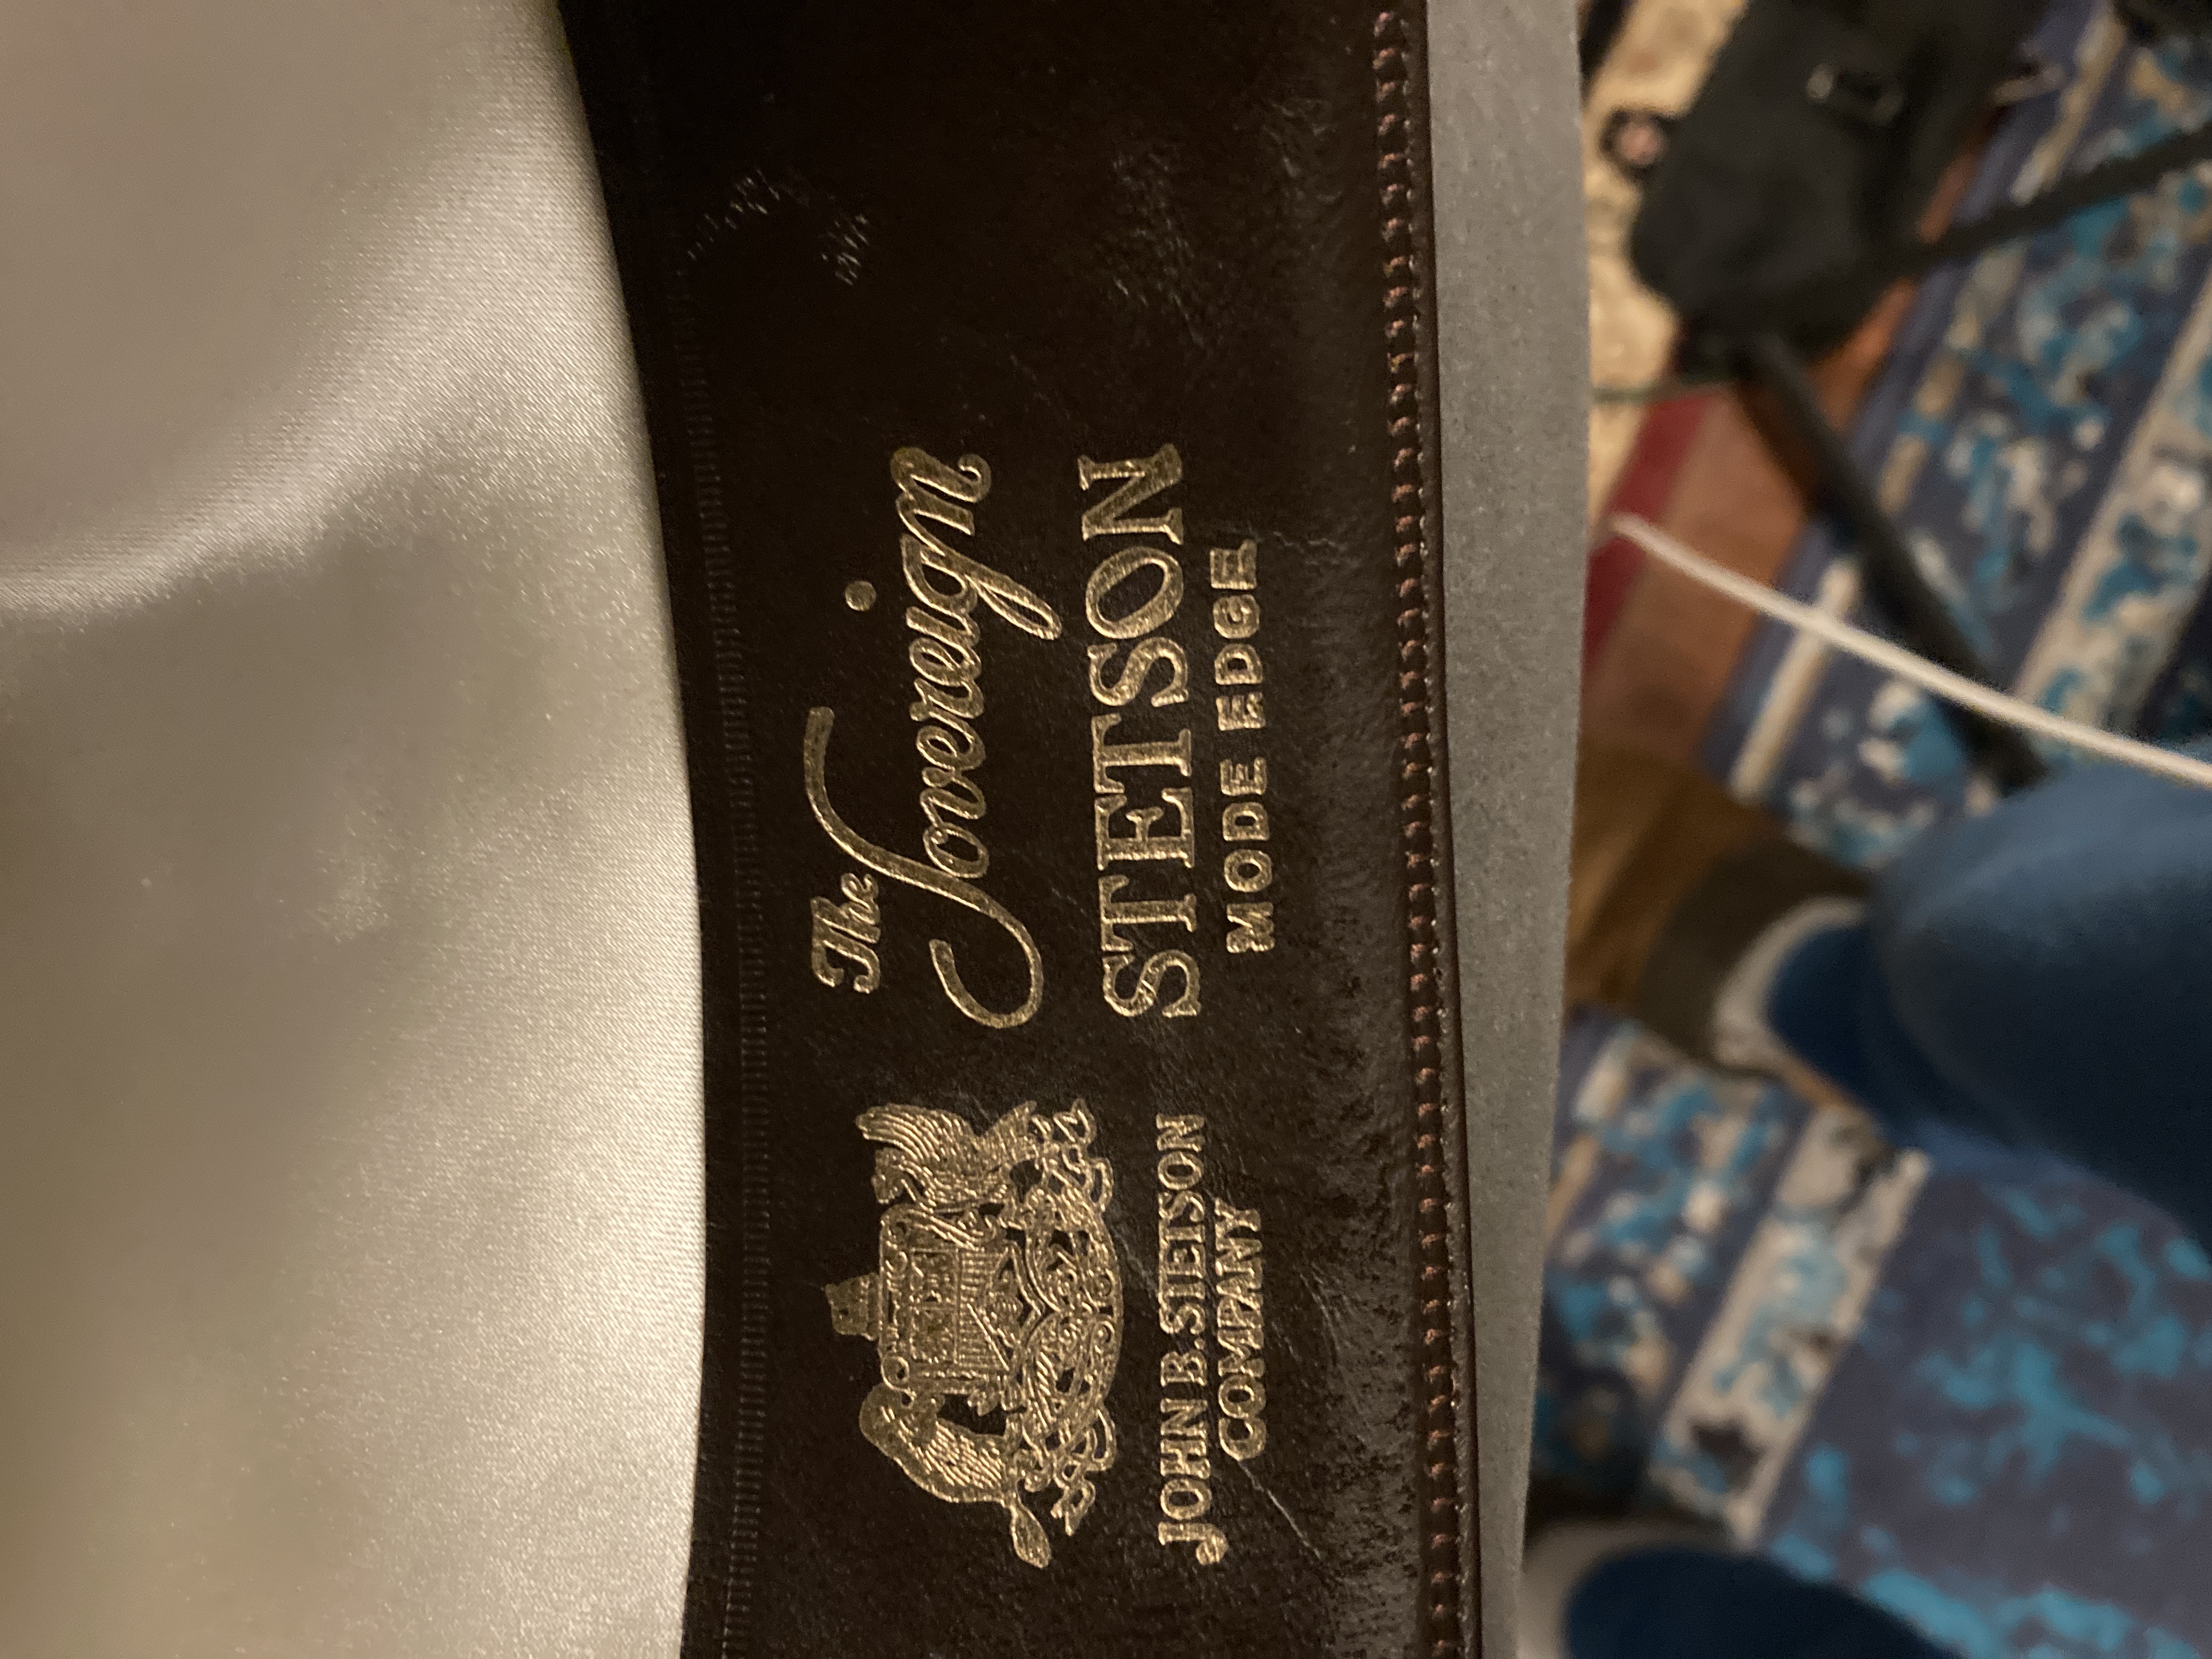 The
Sovereign
STETSON
MODE EDGE
JOHN B. STETSON
COMPANY